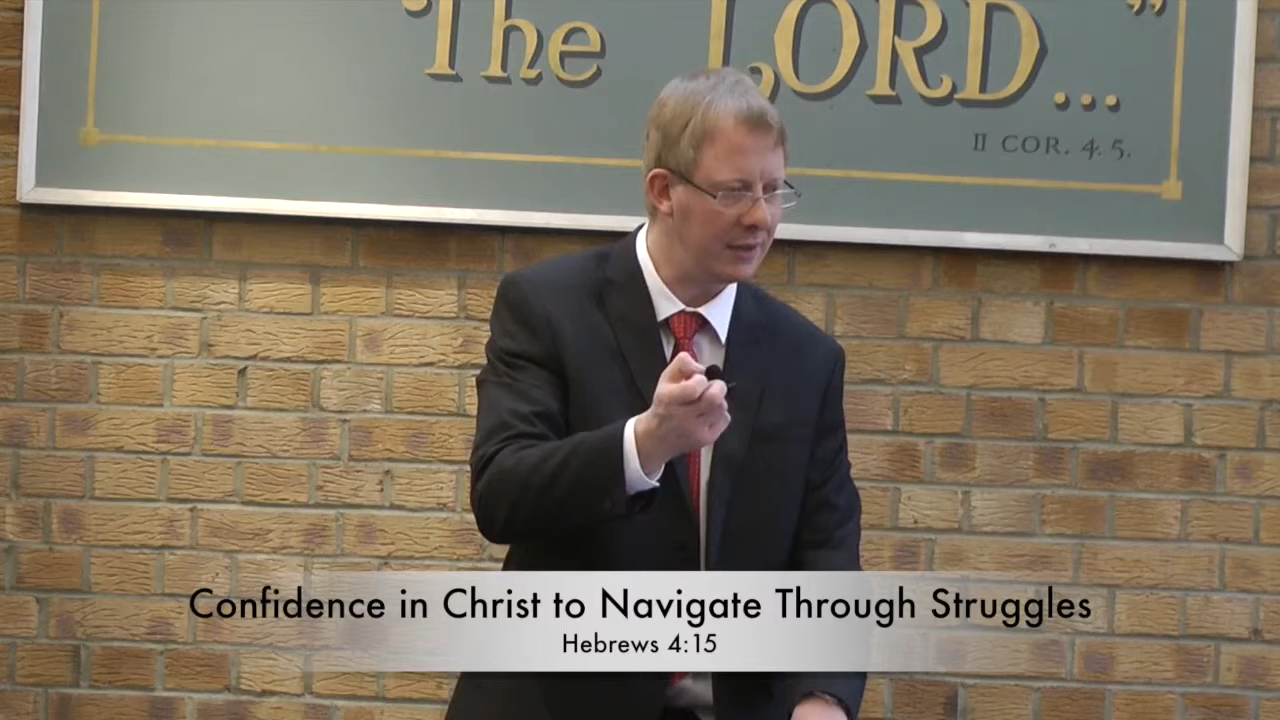 The LORD..."
II COR. 4. 5.
Confidence in Christ to Navigate Through Struggles
Hebrews 4:15